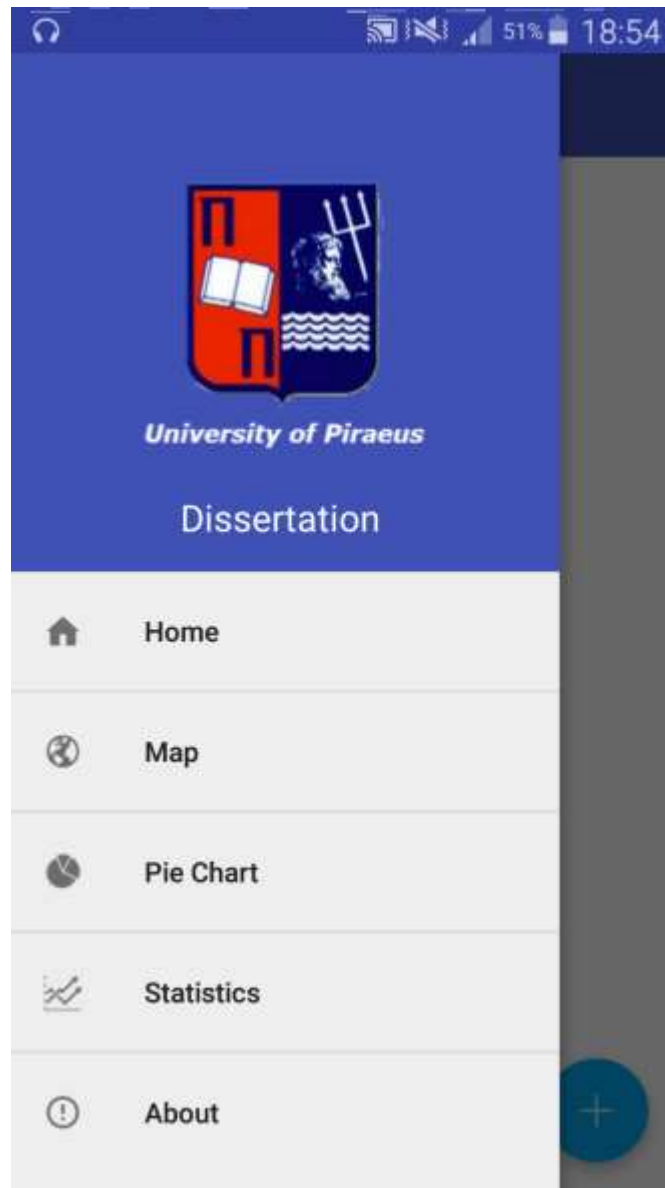 51% 18:54
Π
Π
University of Piraeus
Dissertation
Home
Map
Pie Chart
Statistics
About